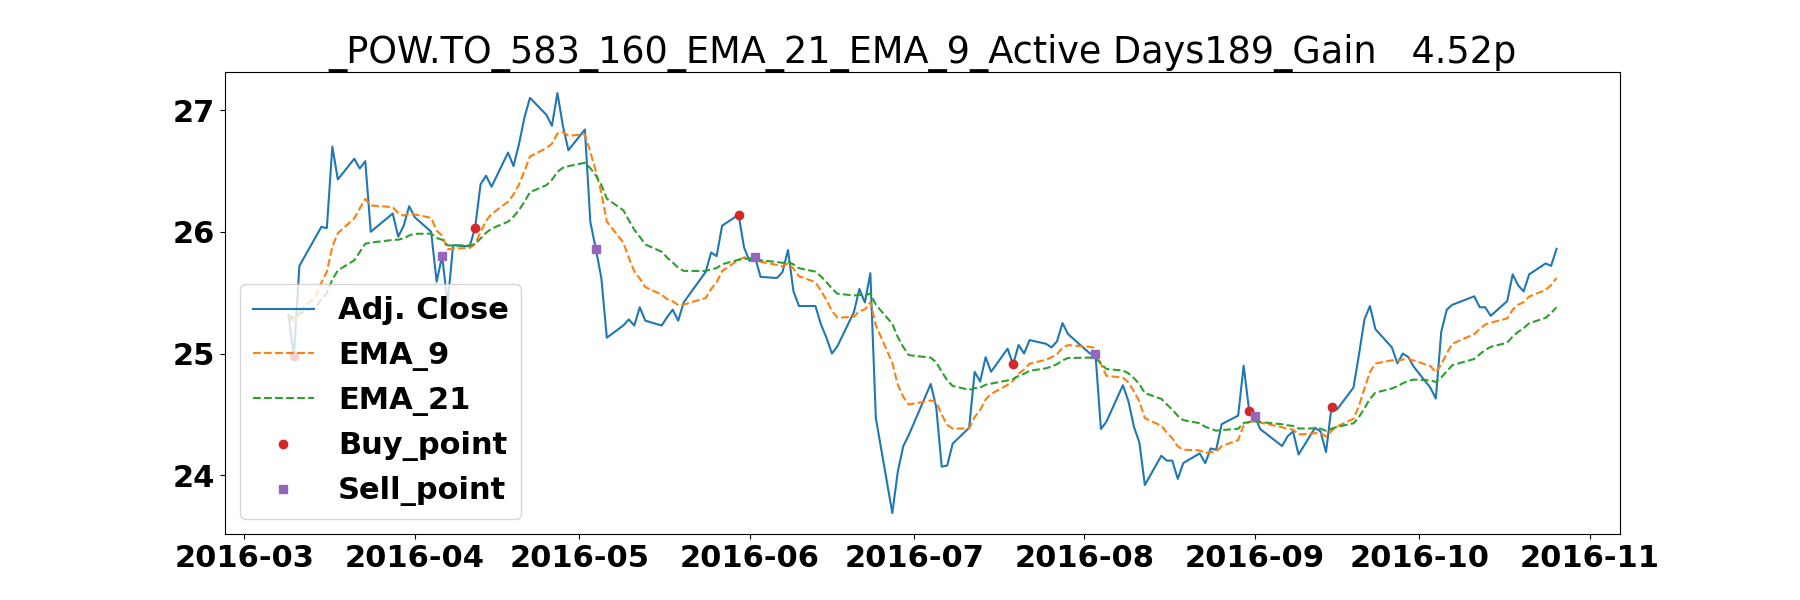 _POW.TO_583_160_EMA_21_EMA_9_Active Days189_Gain   4.52p
27
26
25
24
Adj. Close
EMA_9
EMA_21
Buy_point
Sell_point
2016-03 2016-04 2016-05 2016-06 2016-07 2016-08 2016-09 2016-10 2016-11